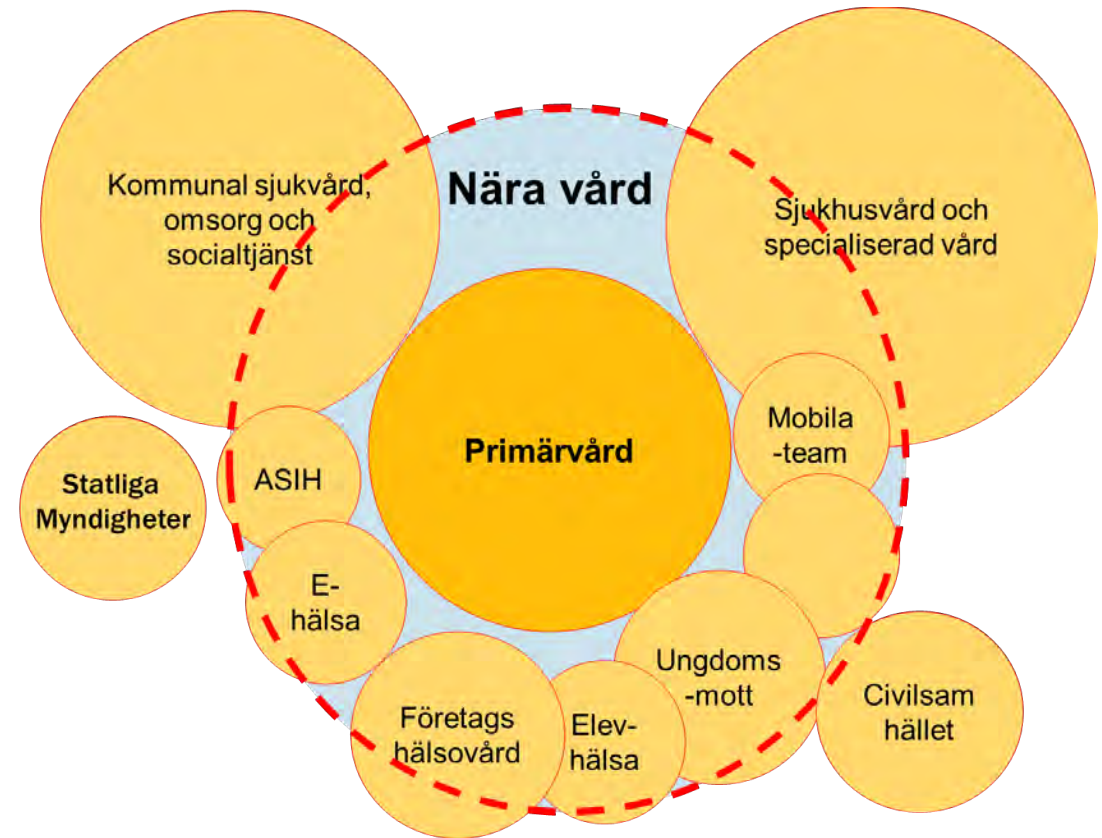 Nära vård
Kommunal sjukvård,
omsorg och
socialtjänst
Sjukhusvård och
specialiserad vård
Primärvård
Mobila
-team
ASIH
Statliga
Myndigheter
E-
hälsa
Ungdoms
-mott
Civilsam
hället
Företags
hälsovård
Elev-
hälsa